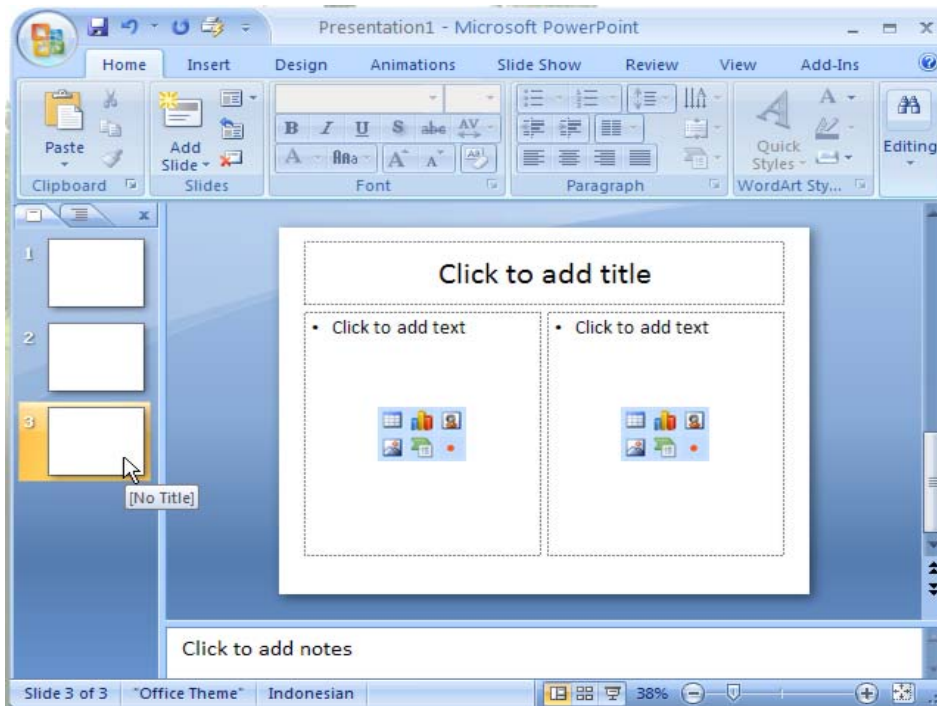 Presentation1 - Microsoft PowerPoint
Home Insert Design Animations Slide Show Review View Add-Ins
Paste
Add Slide
B I U S abc AV
A Aa A A
Quick Styles
Editing
Clipboard Slides Font Paragraph WordArt Sty...
1
2
3
[No Title]
Click to add title
• Click to add text
• Click to add text
Click to add notes
Slide 3 of 3 "Office Theme" Indonesian 38%